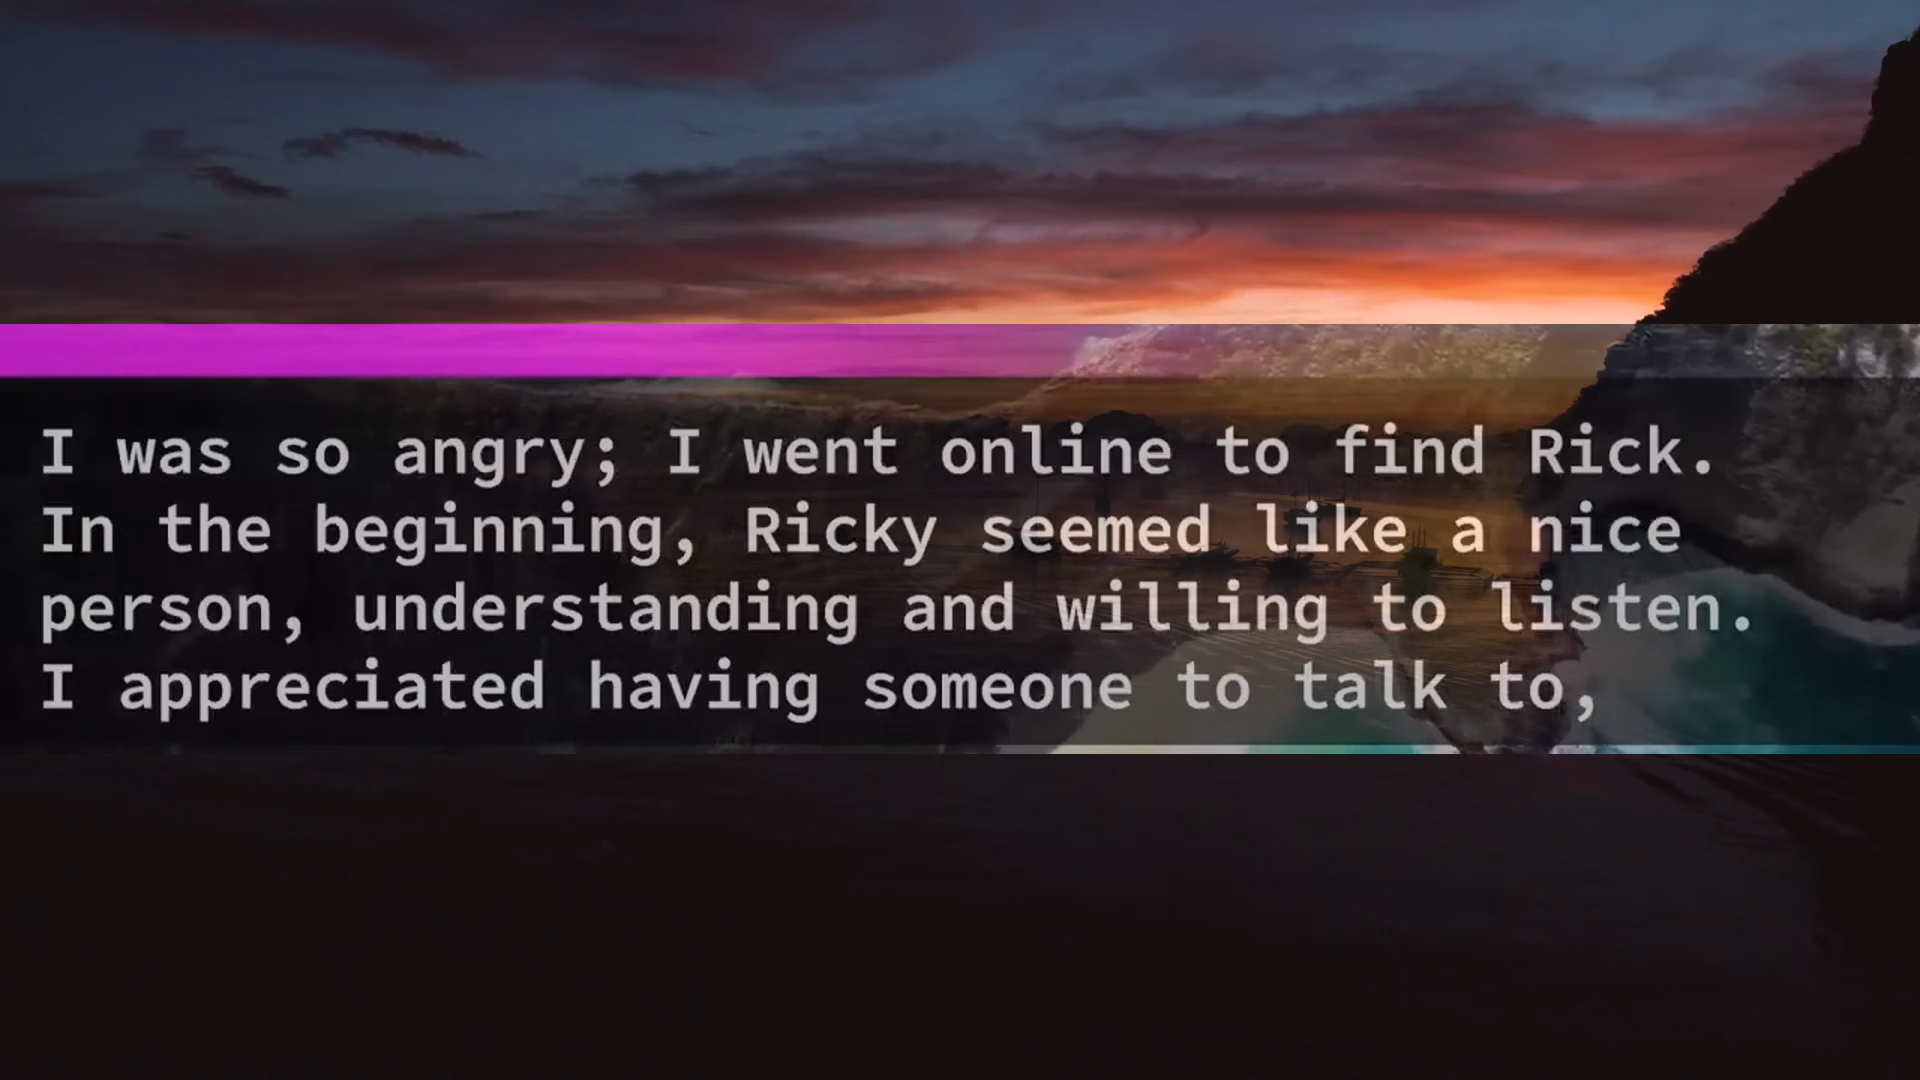 I was so angry; I went online to find Rick.
In the beginning, Ricky seemed like a nice
person, understanding and willing to listen.
I appreciated having someone to talk to,